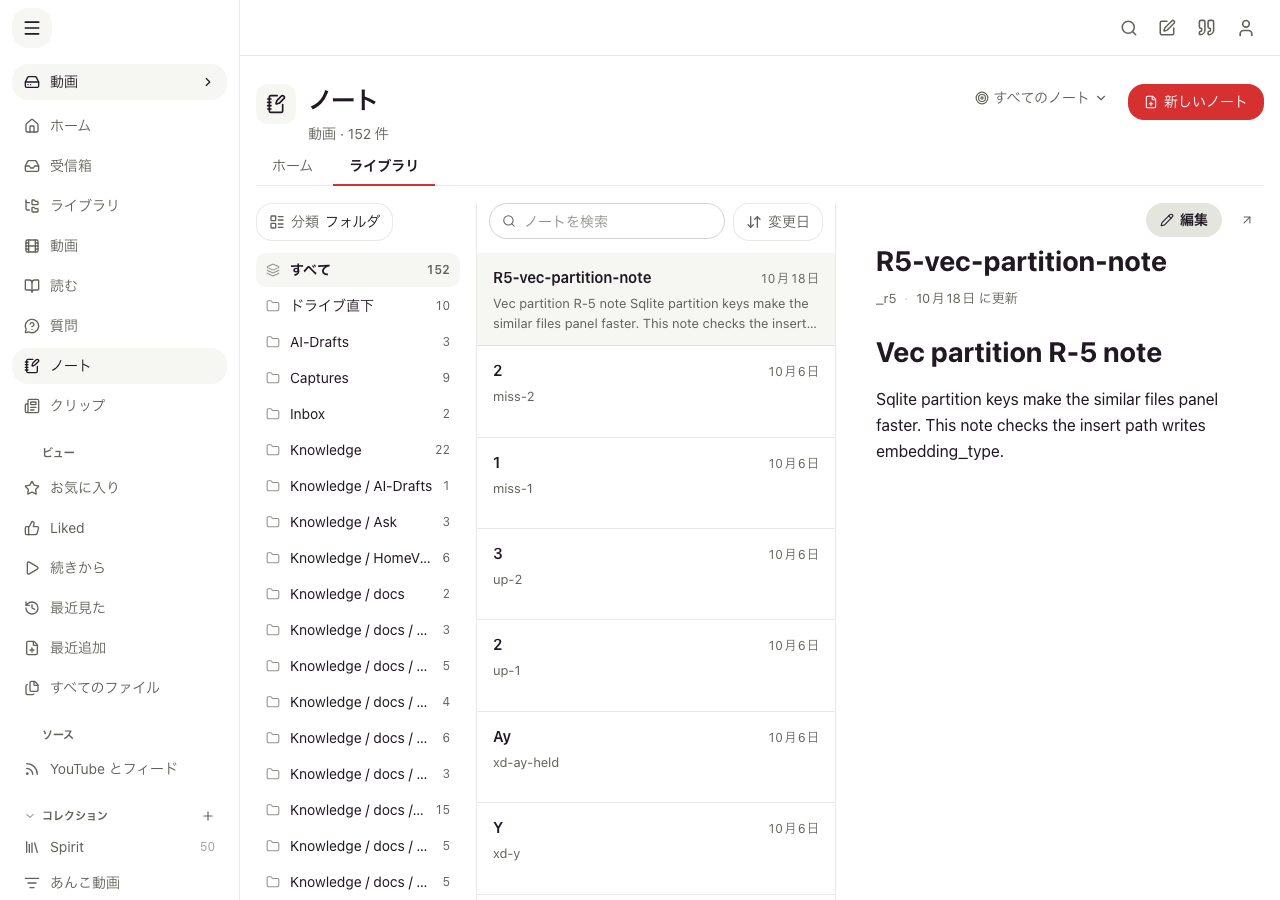 動画
ホーム
受信箱
ライブラリ
動画
読む
質問
ノート
クリップ
ビュー
お気に入り
Liked
続きから
最近見た
最近追加
すべてのファイル
ソース
YouTube とフィード
コレクション
Spirit 50
あんこ動画
ノート
動画 · 152 件
すべてのノート
新しいノート
ホーム
ライブラリ
分類 フォルダ
すべて 152
ドライブ直下 10
AI-Drafts 3
Captures 9
Inbox 2
Knowledge 22
Knowledge / AI-Drafts 1
Knowledge / Ask 3
Knowledge / HomeV... 6
Knowledge / docs 2
Knowledge / docs / ... 3
Knowledge / docs / ... 5
Knowledge / docs / ... 4
Knowledge / docs / ... 6
Knowledge / docs / ... 3
Knowledge / docs /... 15
Knowledge / docs / ... 5
Knowledge / docs / ... 5
ノートを検索
変更日
R5-vec-partition-note 10月18日
Vec partition R-5 note Sqlite partition keys make the
similar files panel faster. This note checks the insert...
2 10月6日
miss-2
1 10月6日
miss-1
3 10月6日
up-2
2 10月6日
up-1
Ay 10月6日
xd-ay-held
Y 10月6日
xd-y
編集
R5-vec-partition-note
_r5 · 10月18日 に更新
Vec partition R-5 note
Sqlite partition keys make the similar files panel
faster. This note checks the insert path writes
embedding_type.